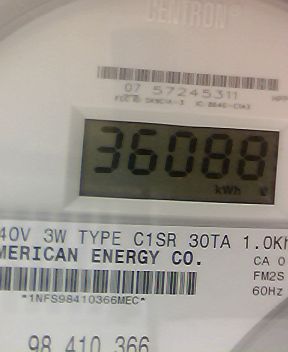 CENTRON®
07 57245311
36088
kWh
40V 3W TYPE C1SR 30TA 1.0Kh
MERICAN ENERGY CO.
CA 0
FM2S
60Hz
*1NFS98410366MEC*
98 410 366